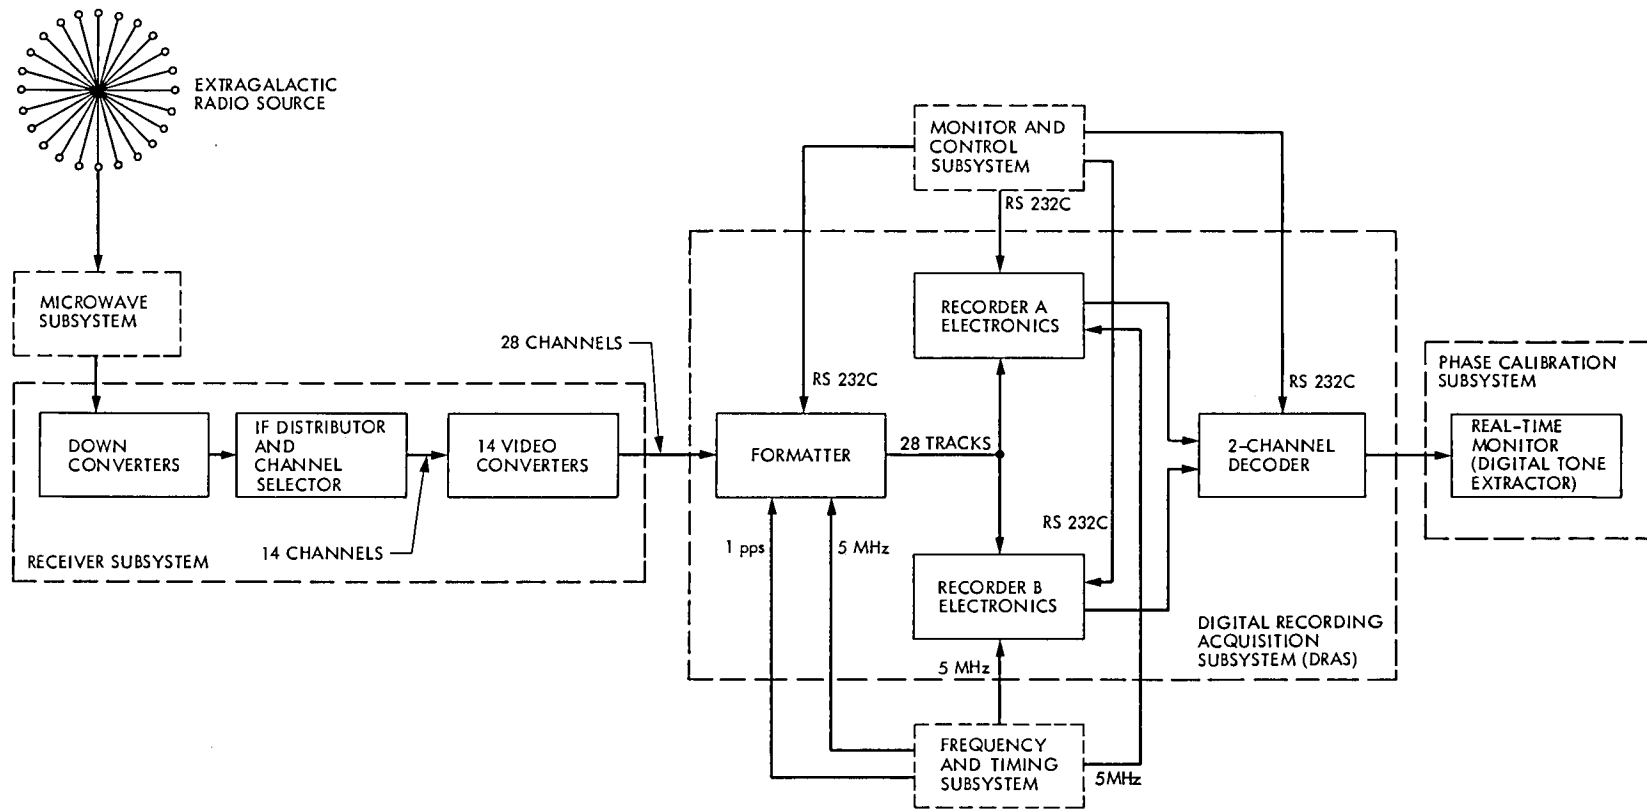 EXTRAGALACTIC
RADIO SOURCE
MONITOR AND
CONTROL
SUBSYSTEM
RS 232C
MICROWAVE
SUBSYSTEM
RECORDER A
ELECTRONICS
28 CHANNELS
RS 232C
RS 232C
PHASE CALIBRATION
SUBSYSTEM
DOWN
CONVERTERS
IF DISTRIBUTOR
AND
CHANNEL
SELECTOR
14 VIDEO
CONVERTERS
FORMATTER
28 TRACKS
2-CHANNEL
DECODER
REAL-TIME
MONITOR
(DIGITAL TONE
EXTRACTOR)
RECEIVER SUBSYSTEM
14 CHANNELS
1 pps
5 MHz
RS 232C
RECORDER B
ELECTRONICS
DIGITAL RECORDING
ACQUISITION
SUBSYSTEM (DRAS)
5 MHz
FREQUENCY
AND TIMING
SUBSYSTEM
5MHz